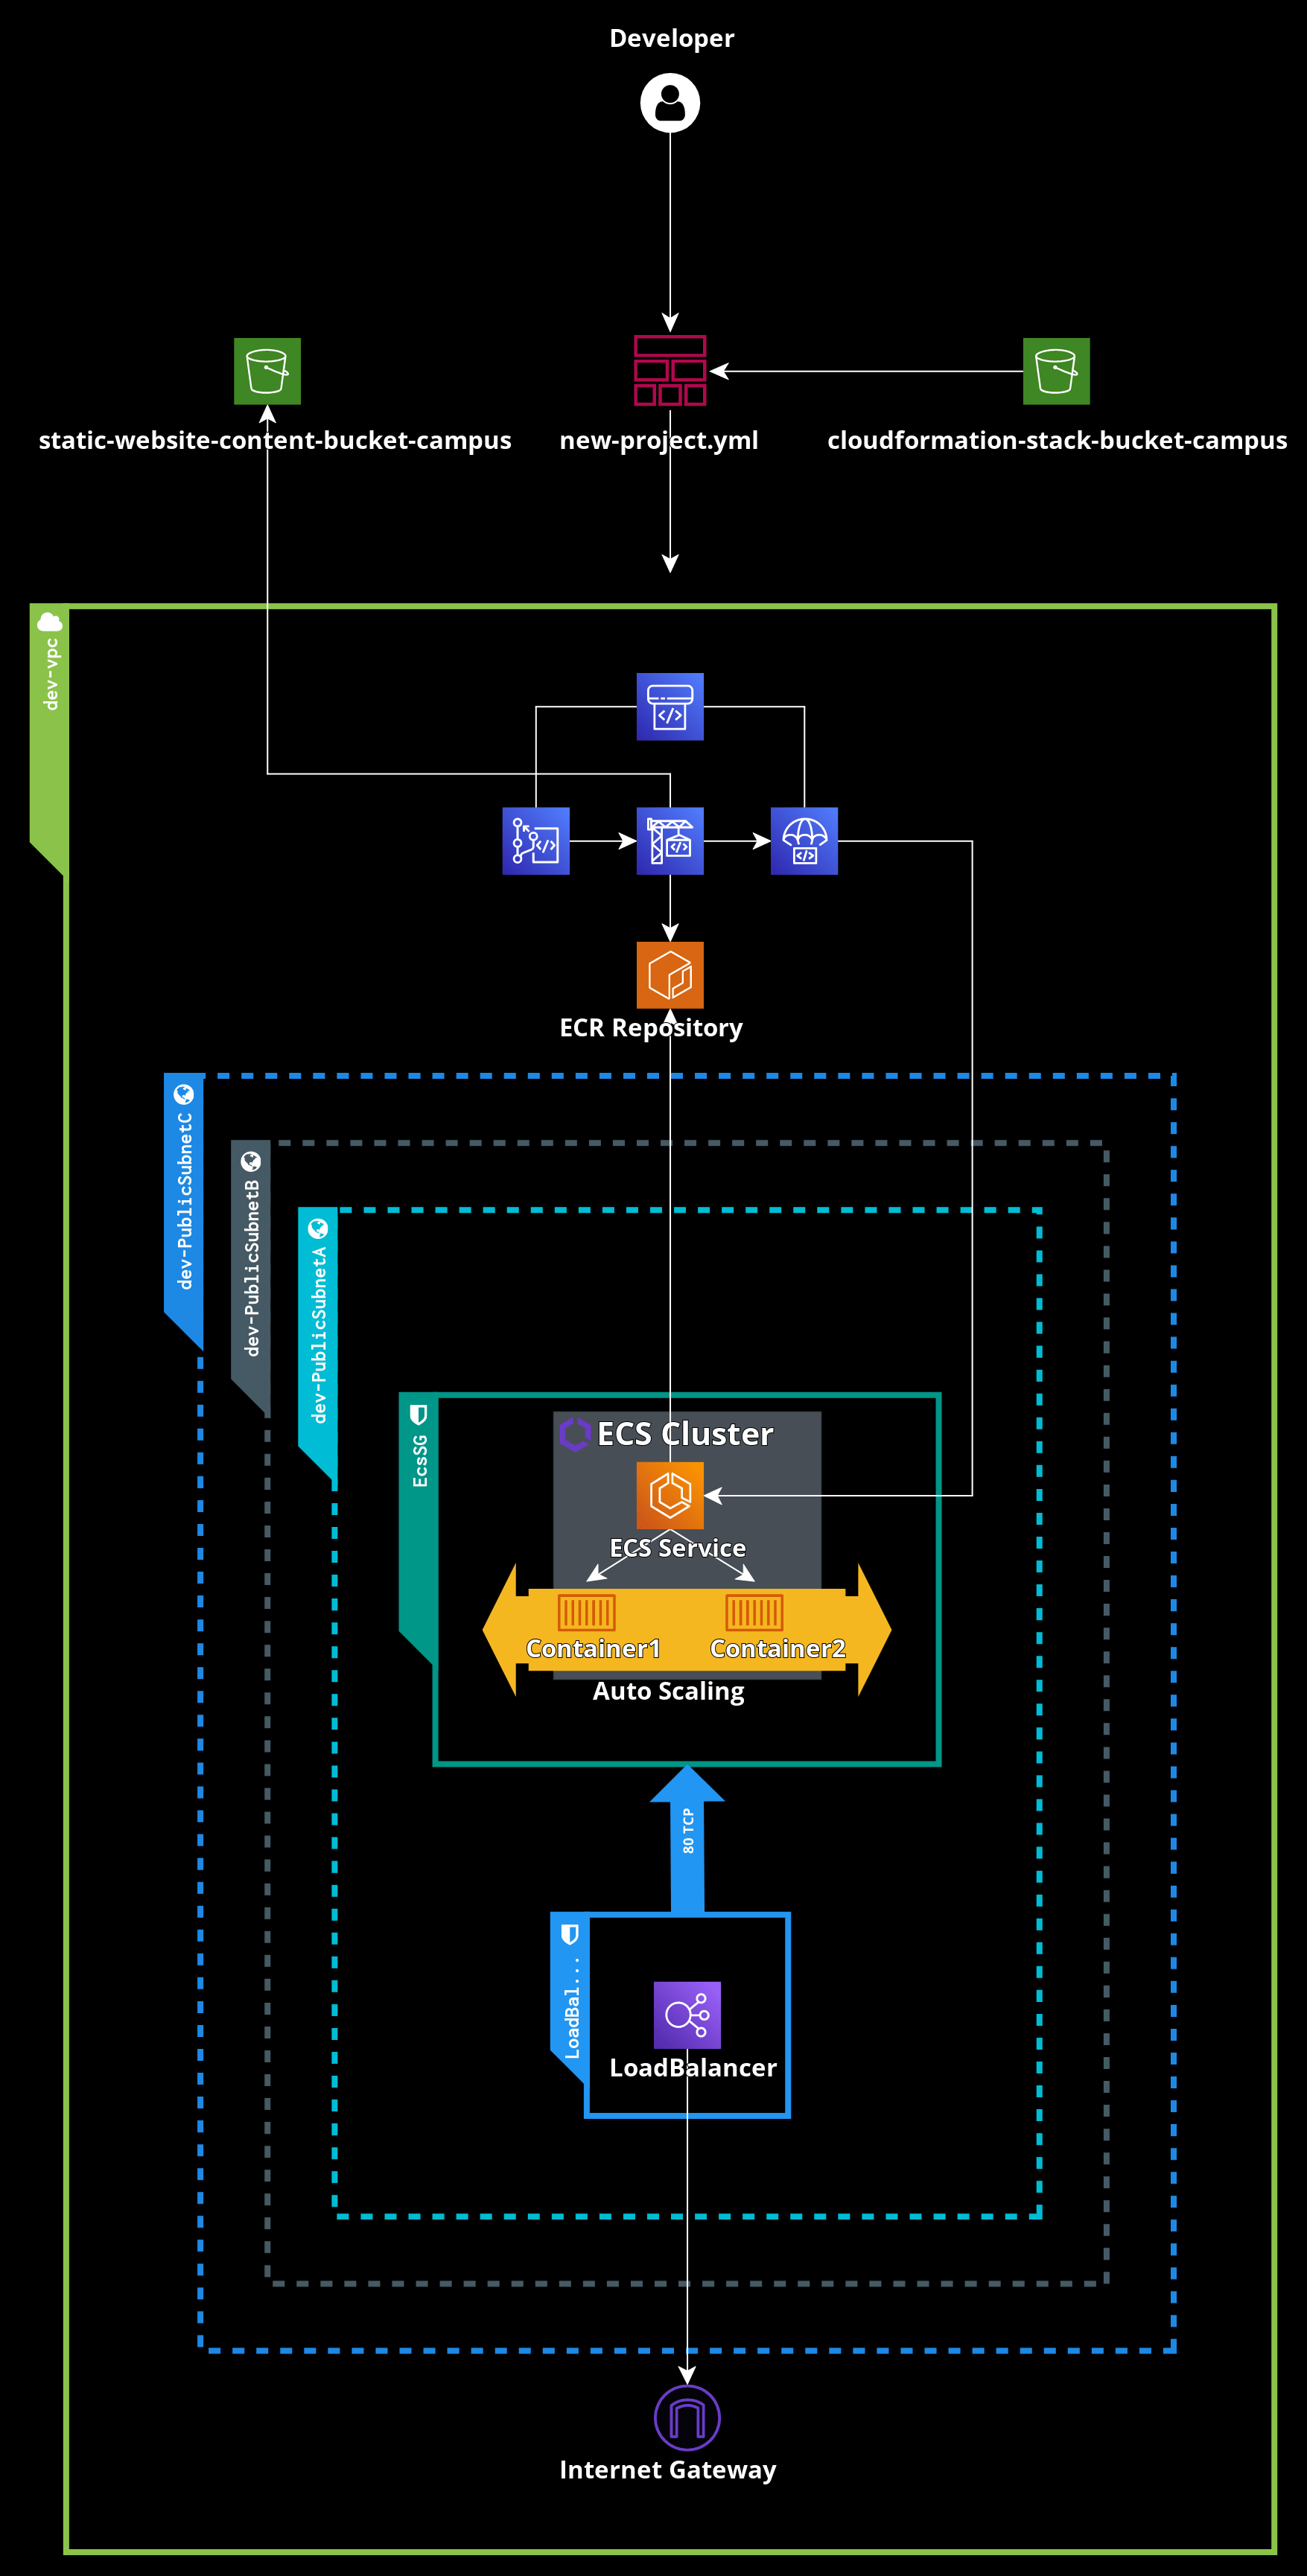 Developer
static-website-content-bucket-campus
new-project.yml
cloudformation-stack-bucket-campus
dev-vpc
ECR Repository
dev-PublicSubnetC
dev-PublicSubnetB
dev-PublicSubnetA
EcsSG
ECS Cluster
ECS Service
Container1
Container2
Auto Scaling
80 TCP
LoadBal...
LoadBalancer
Internet Gateway